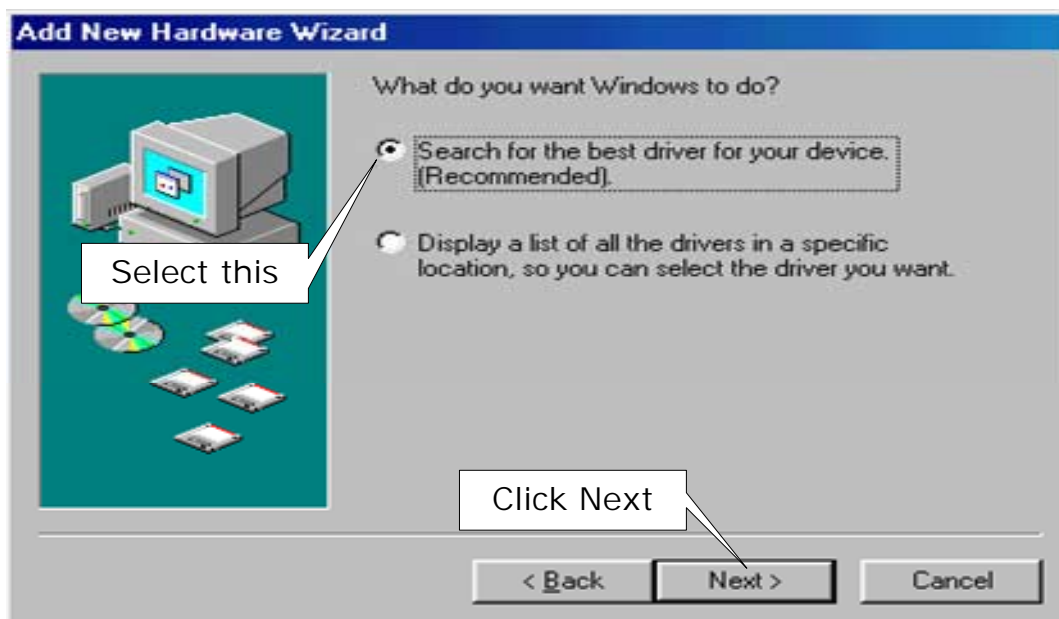 Add New Hardware Wizard
What do you want Windows to do?
Search for the best driver for your device.
(Recommended).
Display a list of all the drivers in a specific
location, so you can select the driver you want.
Select this
Click Next
< Back
Next >
Cancel